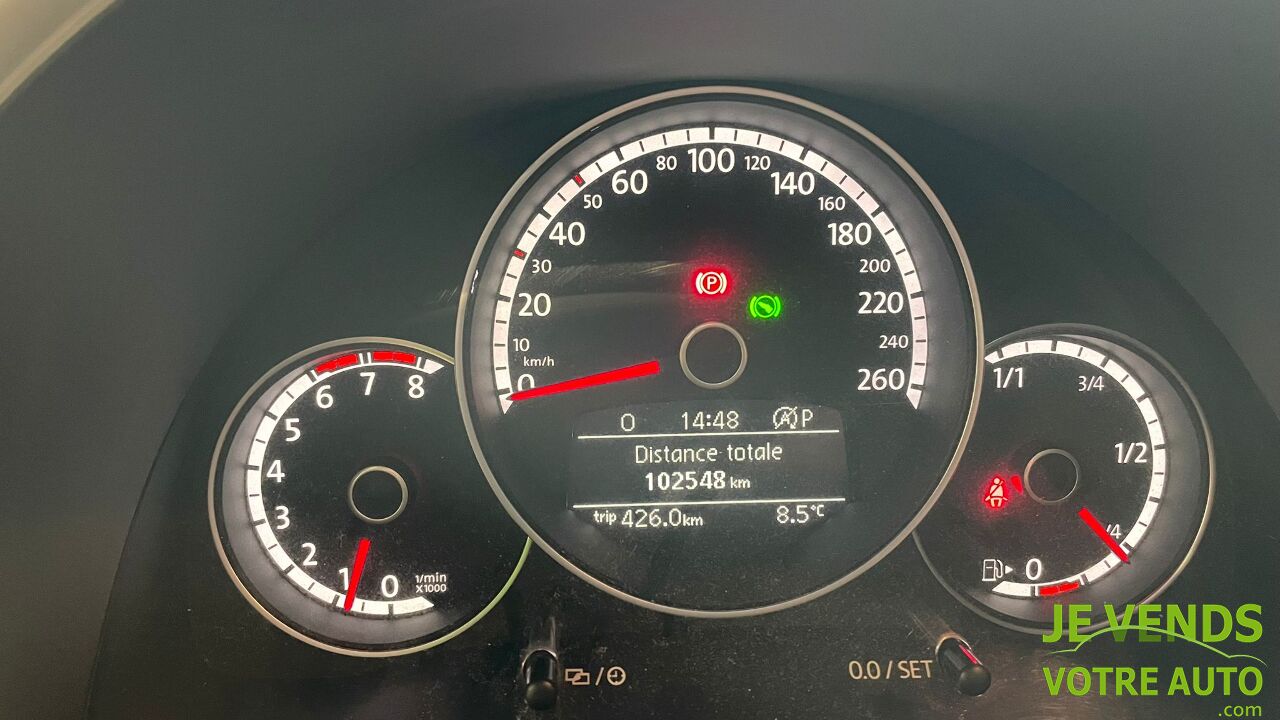 80 100 120
60 140
50 160
40 180
30 200
20 220
10 240
km/h
0 260
0 14:48 A P
Distance totale
102548 km
trip 426.0km 8.5°C
6 7 8
5
4
3
2
1 0 1/min
X1000
1/1 3/4
1/2
/4
0
0.0 / SET
JE VENDS
VOTRE AUTO
.com